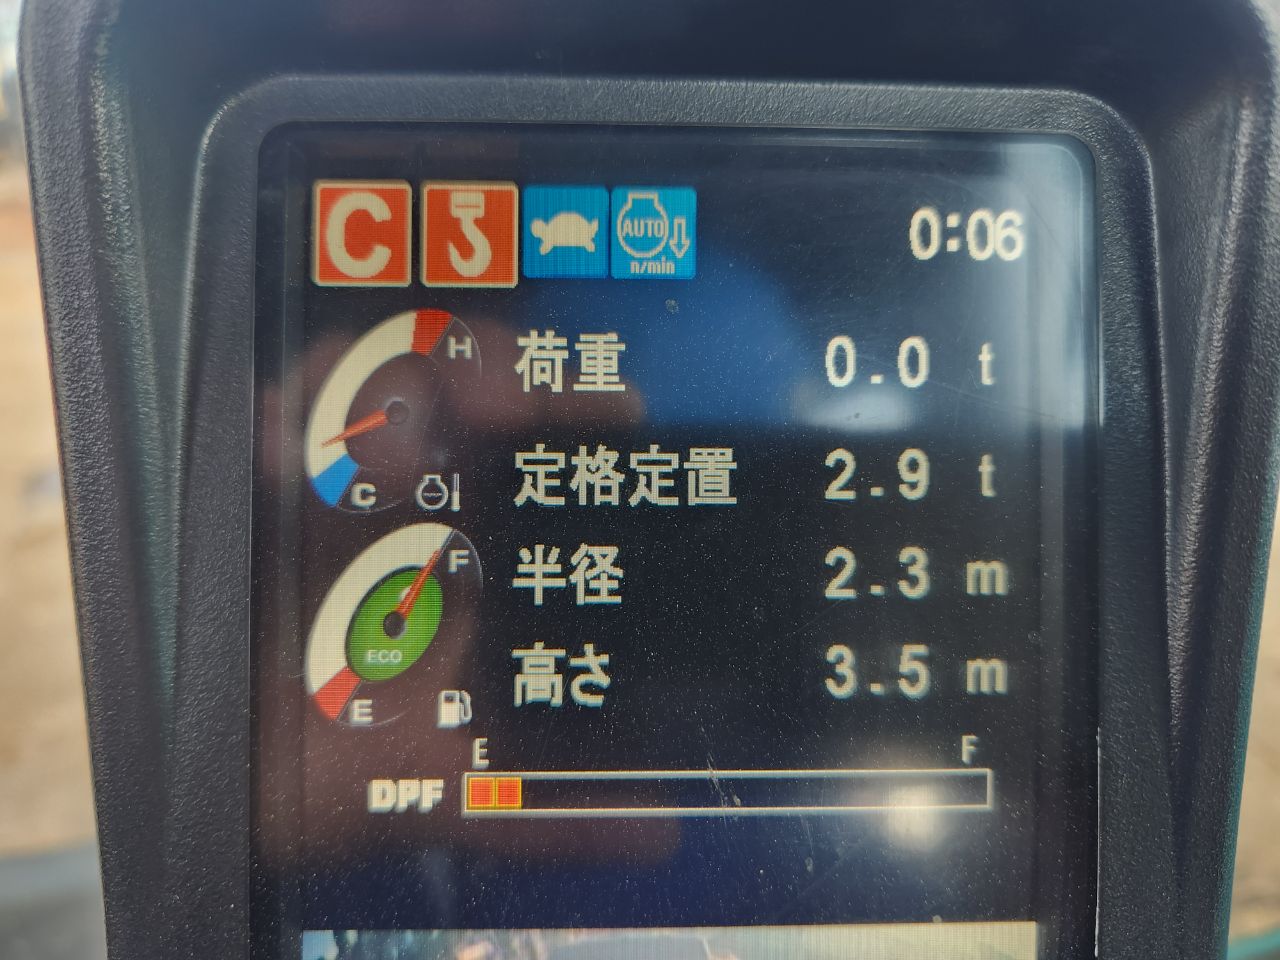 C
AUTO
n/min
0:06
H
C
荷重 0.0 t
定格定置 2.9 t
F
ECO
E
半径 2.3 m
高さ 3.5 m
E F
DPF